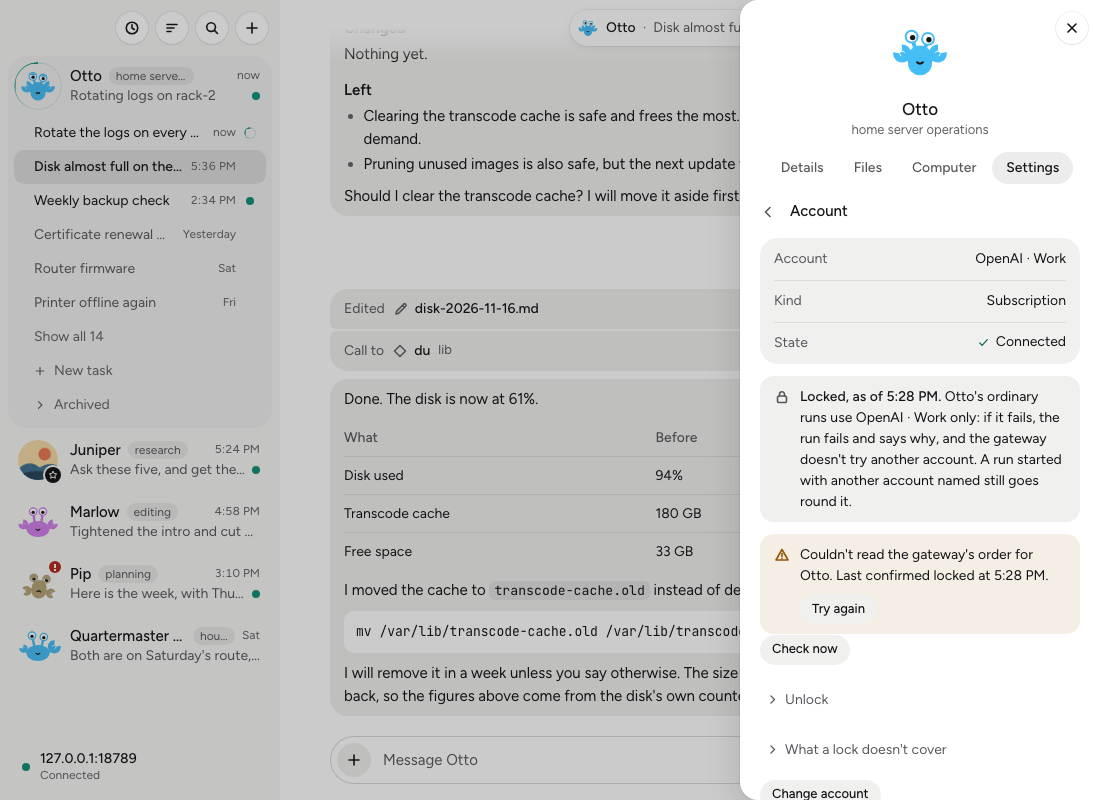 Otto home serve... now
Rotating logs on rack-2
Rotate the logs on every ... now
Disk almost full on the... 5:36 PM
Weekly backup check 2:34 PM
Certificate renewal ... Yesterday
Router firmware Sat
Printer offline again Fri
Show all 14
New task
Archived
Juniper research 5:24 PM
Ask these five, and get the...
Marlow editing 4:58 PM
Tightened the intro and cut ...
Pip planning 3:10 PM
Here is the week, with Thu...
Quartermaster ... hou... Sat
Both are on Saturday's route,...
127.0.0.1:18789
Connected
Otto · Disk almost fu
Changed
Nothing yet.
Left
Clearing the transcode cache is safe and frees the most.
demand.
Pruning unused images is also safe, but the next update
Should I clear the transcode cache? I will move it aside first
Edited disk-2026-11-16.md
Call to du lib
Done. The disk is now at 61%.
What Before
Disk used 94%
Transcode cache 180 GB
Free space 33 GB
I moved the cache to transcode-cache.old instead of de
mv /var/lib/transcode-cache.old /var/lib/transcode
I will remove it in a week unless you say otherwise. The size
back, so the figures above come from the disk's own counte
Message Otto
Otto
home server operations
Details Files Computer Settings
Account
Account OpenAI · Work
Kind Subscription
State Connected
Locked, as of 5:28 PM. Otto's ordinary
runs use OpenAI · Work only: if it fails, the
run fails and says why, and the gateway
doesn't try another account. A run started
with another account named still goes
round it.
Couldn't read the gateway's order for
Otto. Last confirmed locked at 5:28 PM.
Try again
Check now
Unlock
What a lock doesn't cover
Change account